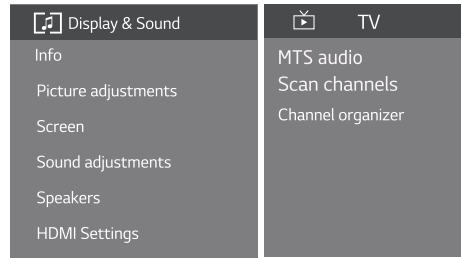 Display & Sound
Info
Picture adjustments
Screen
Sound adjustments
Speakers
HDMI Settings
TV
MTS audio
Scan channels
Channel organizer